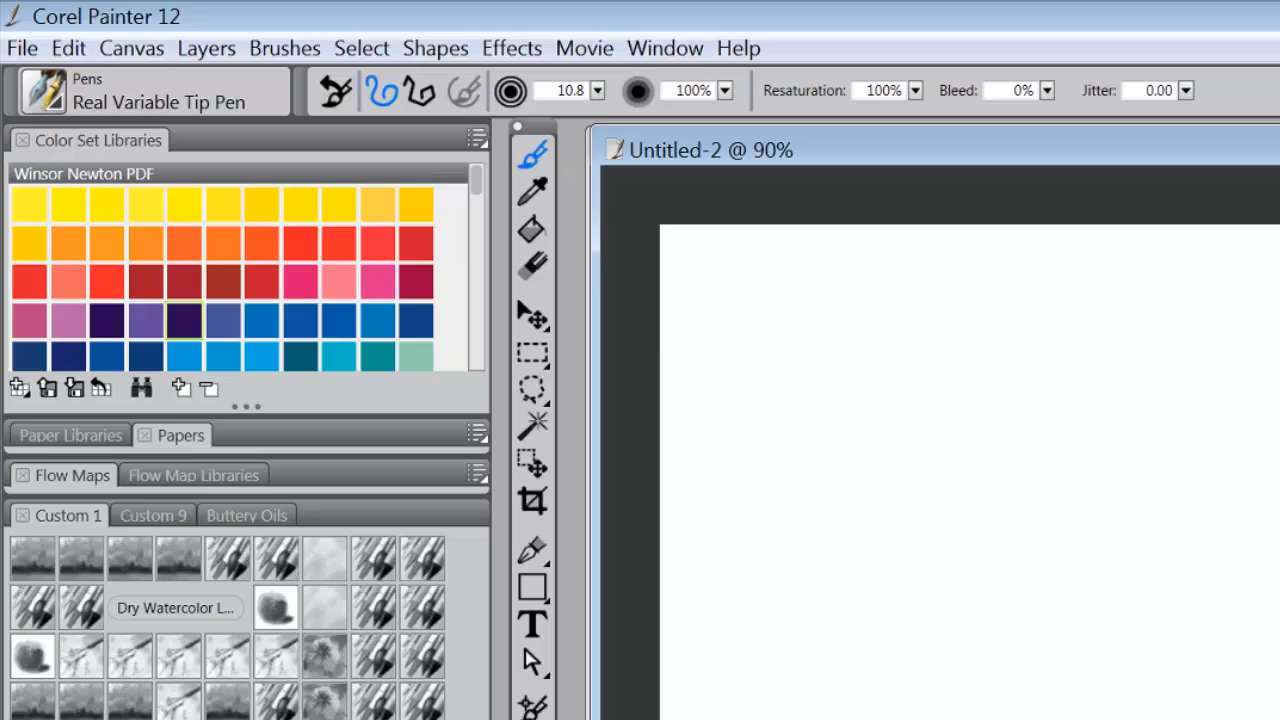 Corel Painter 12
File Edit Canvas Layers Brushes Select Shapes Effects Movie Window Help
Pens
Real Variable Tip Pen
10.8 100% Resaturation: 100% Bleed: 0% Jitter: 0.00
Color Set Libraries
Untitled-2 @ 90%
Winsor Newton PDF
Paper Libraries Papers
Flow Maps Flow Map Libraries
Custom 1 Custom 9 Buttery Oils
Dry Watercolor L...
T